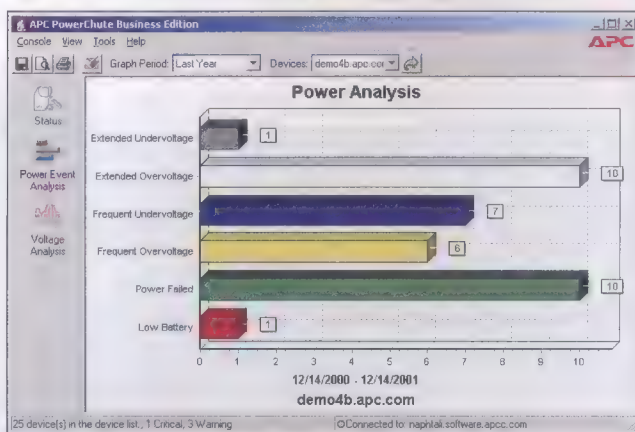 APC PowerChute Business Edition
Console View Tools Help
APC
Graph Period: Last Year Devices: demo4b.apc.con
Power Analysis
Status
Power Event
Analysis
Voltage
Analysis
Extended Undervoltage 1
Extended Overvoltage 10
Frequent Undervoltage 7
Frequent Overvoltage 6
Power Failed 10
Low Battery 1
0 1 2 3 4 5 6 7 8 9 10
12/14/2000 - 12/14/2001
demo4b.apc.com
25 device(s) in the device list., 1 Critical, 3 Warning Connected to: naphtali.software.apcc.com